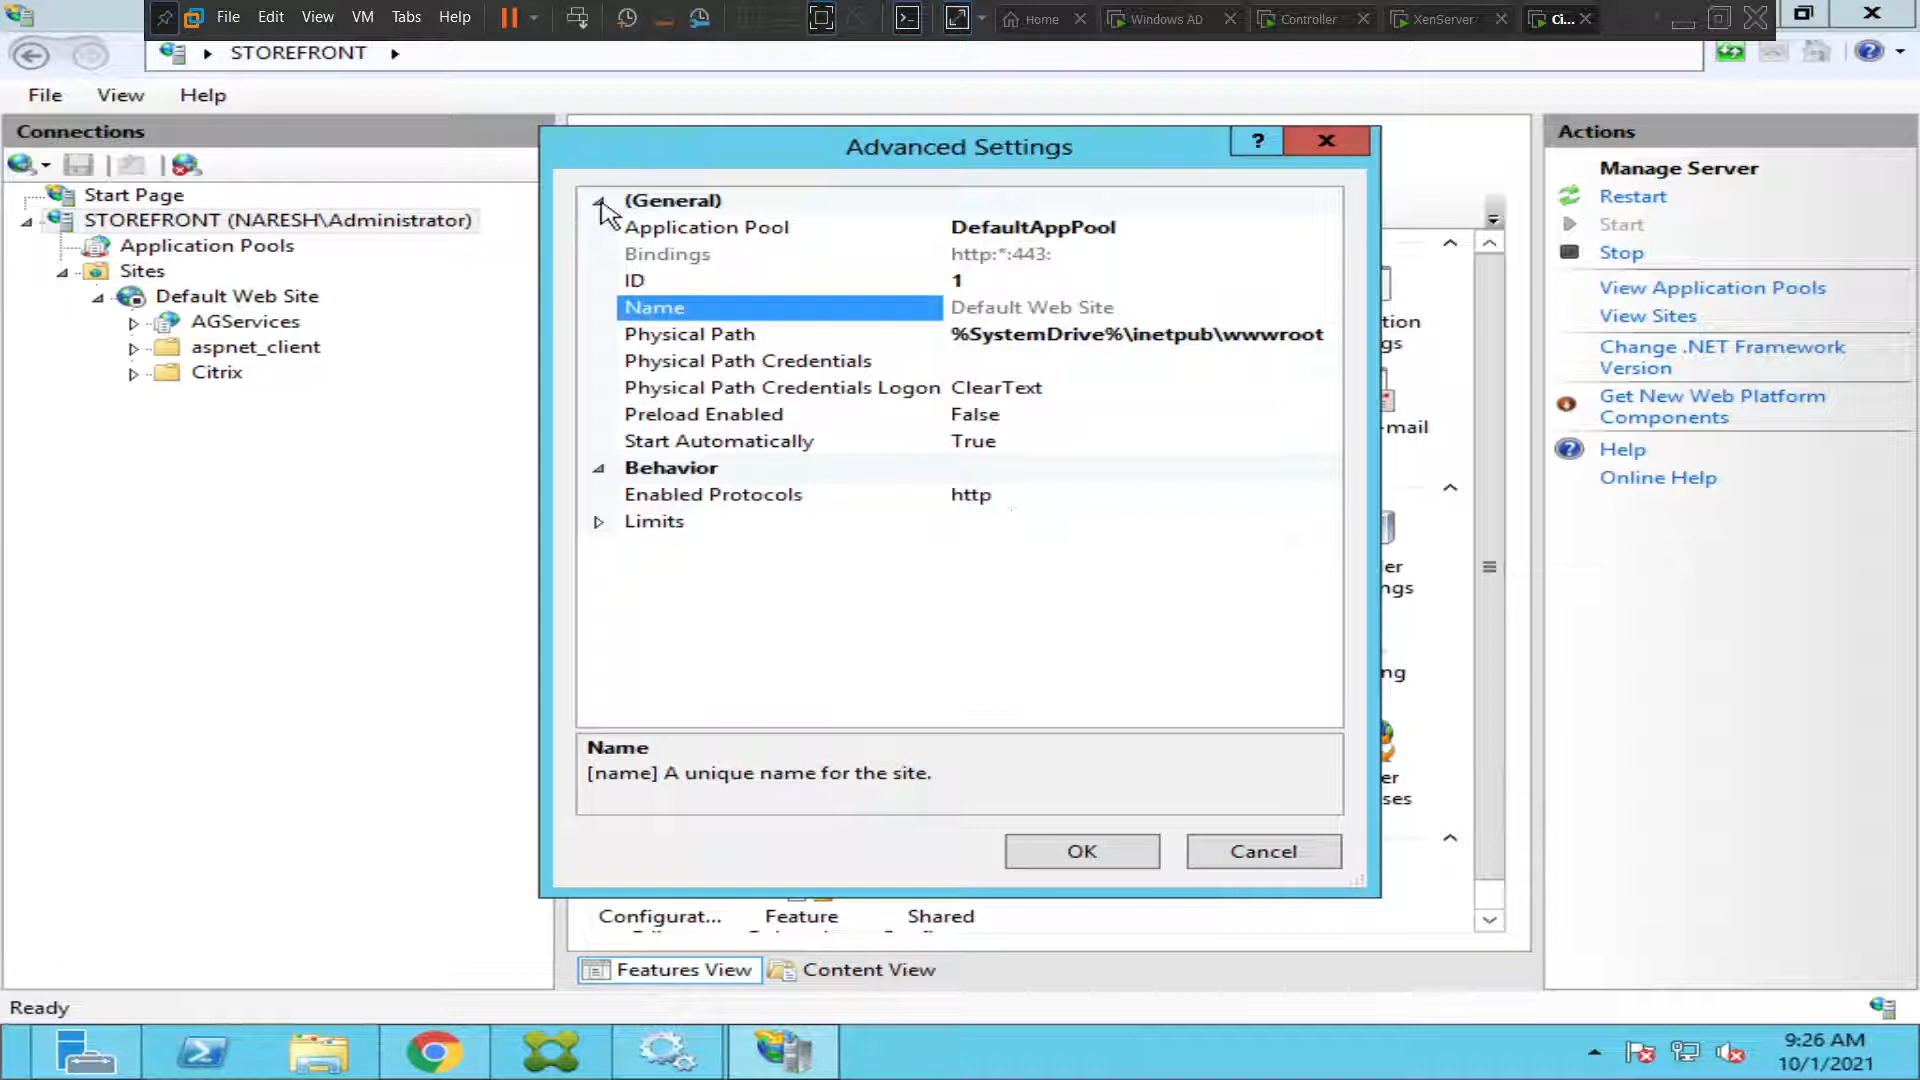 File Edit View VM Tabs Help
Home
Windows AD
Controller
XenServer
Ci...
STOREFRONT
File View Help
Connections
Start Page
STOREFRONT (NARESH\Administrator)
Application Pools
Sites
Default Web Site
AGServices
aspnet_client
Citrix
Advanced Settings
?
(General)
Application Pool DefaultAppPool
Bindings http:*:443:
ID 1
Name Default Web Site
Physical Path %SystemDrive%\inetpub\wwwroot
Physical Path Credentials
Physical Path Credentials Logon ClearText
Preload Enabled False
Start Automatically True
Behavior
Enabled Protocols http
Limits
Name
[name] A unique name for the site.
OK Cancel
tion
gs
-mail
er
ngs
ng
er
ses
Configurat... Feature Shared
Features View Content View
Actions
Manage Server
Restart
Start
Stop
View Application Pools
View Sites
Change .NET Framework
Version
Get New Web Platform
Components
Help
Online Help
Ready
9:26 AM
10/1/2021